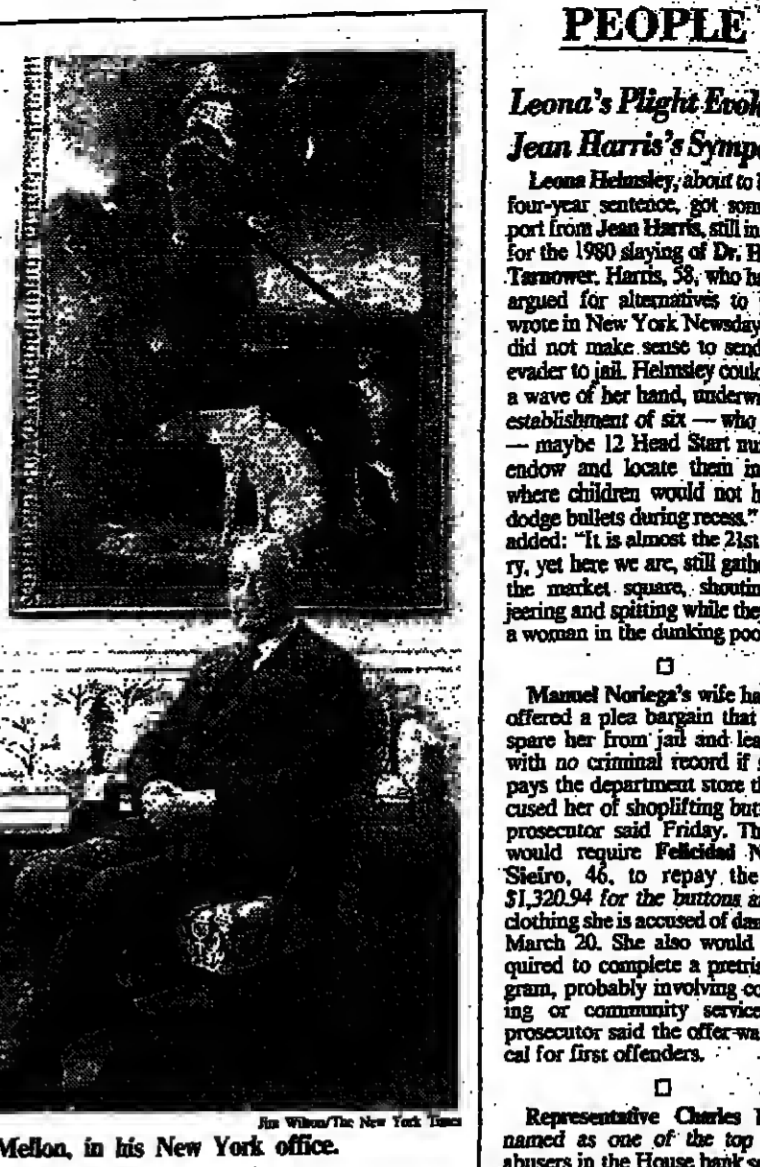 PEOPLE
Leona's Plight Evok
Jean Harris's Sympa
Leona Helmsley, about to
four-year sentence, got som
port from Jean Harris, still in
for the 1980 slaying of Dr. H
Tarnower. Harris, 58, who ha
argued for alternatives to
wrote in New York Newsday
did not make sense to send
evader to jail. Helmsley could
a wave of her hand, underwr
establishment of six — who
— maybe 12 Head Start nur
endow and locate them in
where children would not h
dodge bullets during recess."
added: "It is almost the 21st
ry, yet here we are, still gathe
the market square, shoutin
jeering and spitting while they
a woman in the dunking poo
Manuel Noriega's wife ha
offered a plea bargain that
spare her from jail and lea
with no criminal record if s
pays the department store th
cused her of shoplifting but
prosecutor said Friday. Th
would require Felicidad N
Sieiro, 46, to repay the
$1,320.94 for the buttons a
clothing she is accused of da
March 20. She also would
quired to complete a pretria
gram, probably involving co
ing or community service
prosecutor said the offer wa
cal for first offenders.
Representative Charles
named as one of the top
abusers in the House bank s
Jim Wilson/The New York Times
Mellon, in his New York office.